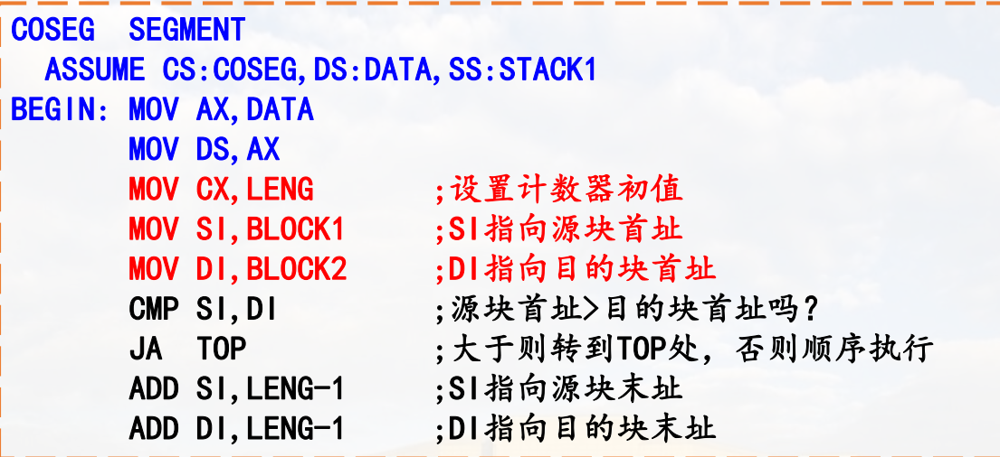 COSEG  SEGMENT
ASSUME CS:COSEG,DS:DATA,SS:STACK1
BEGIN: MOV AX,DATA
MOV DS,AX
MOV CX,LENG ;设置计数器初值
MOV SI,BLOCK1 ;SI指向源块首址
MOV DI,BLOCK2 ;DI指向目的块首址
CMP SI,DI ;源块首址>目的块首址吗?
JA  TOP ;大于则转到TOP处，否则顺序执行
ADD SI,LENG-1 ;SI指向源块末址
ADD DI,LENG-1 ;DI指向目的块末址